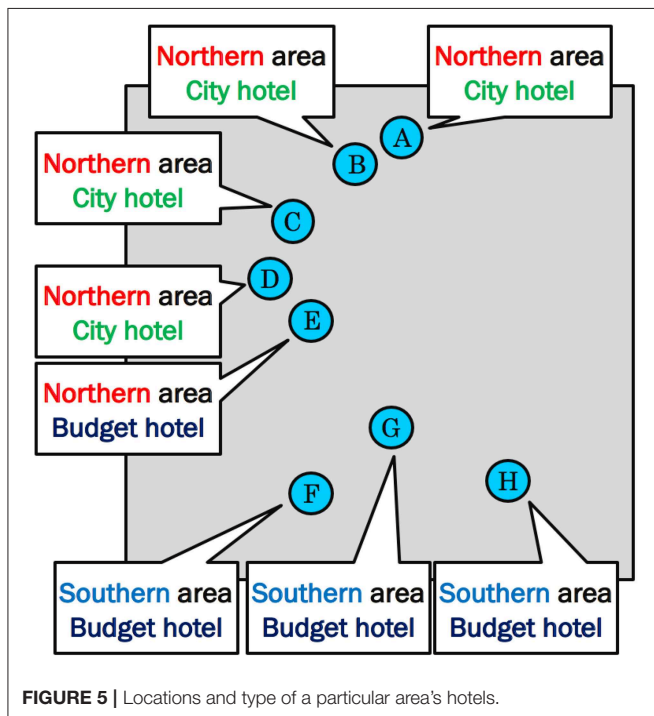 Northern area
City hotel
Northern area
City hotel
A
B
Northern area
City hotel
C
D
Northern area
City hotel
E
Northern area
Budget hotel
G
H
F
Southern area
Budget hotel
Southern area
Budget hotel
Southern area
Budget hotel
FIGURE 5 | Locations and type of a particular area's hotels.